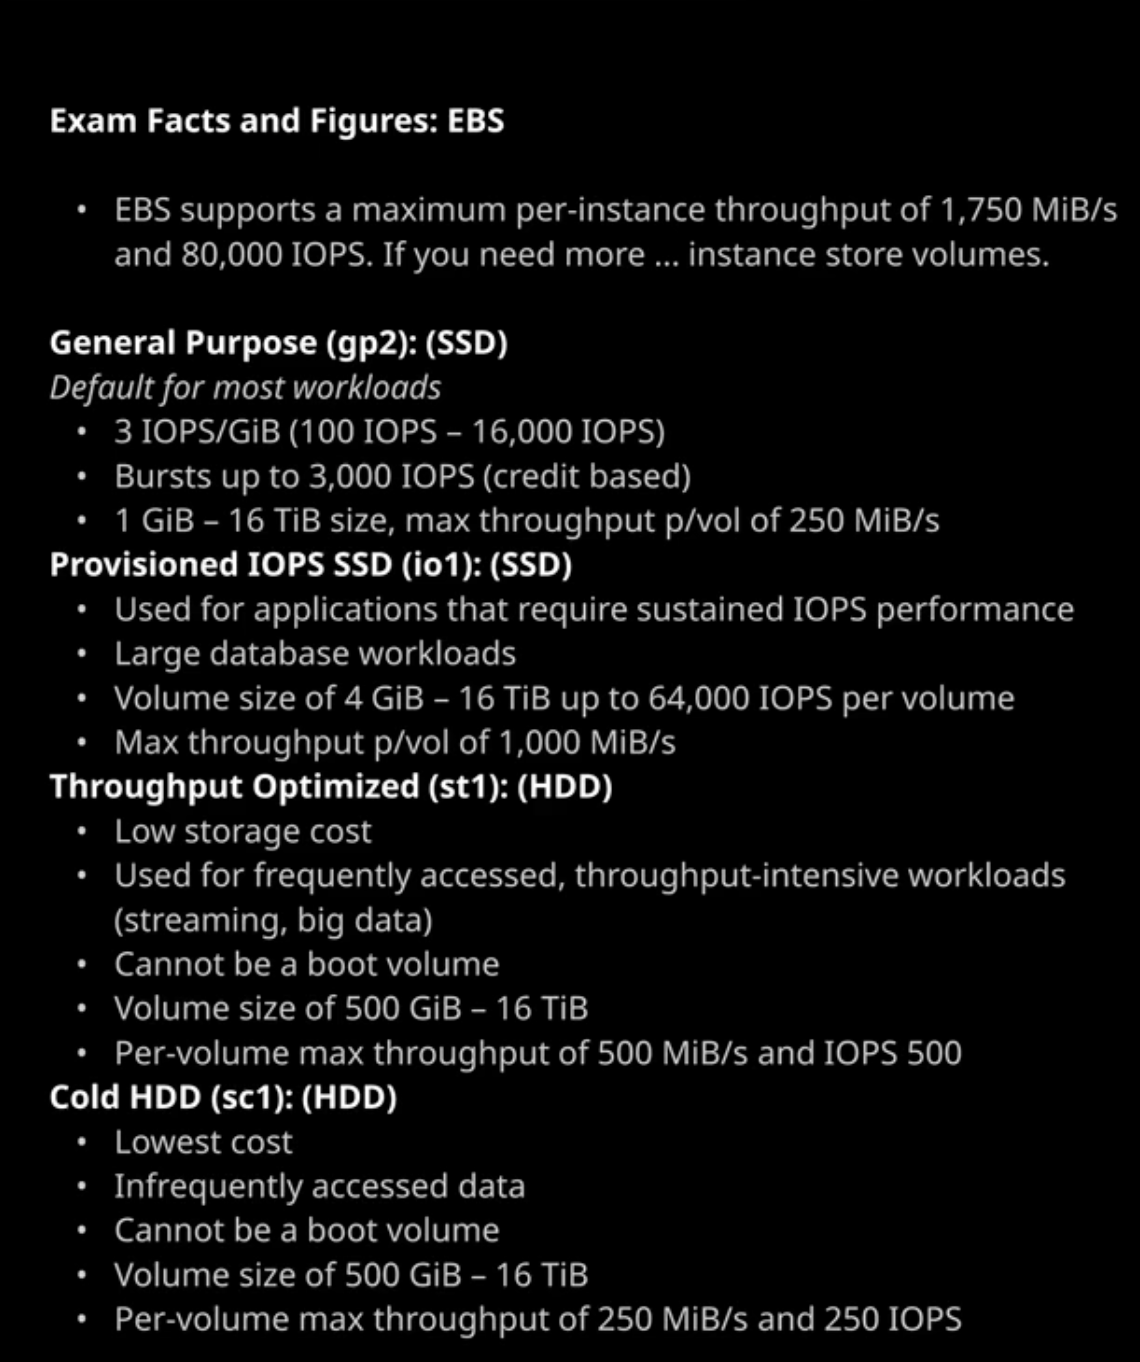 Exam Facts and Figures: EBS
• EBS supports a maximum per-instance throughput of 1,750 MiB/s
and 80,000 IOPS. If you need more ... instance store volumes.
General Purpose (gp2): (SSD)
Default for most workloads
• 3 IOPS/GiB (100 IOPS – 16,000 IOPS)
• Bursts up to 3,000 IOPS (credit based)
• 1 GiB – 16 TiB size, max throughput p/vol of 250 MiB/s
Provisioned IOPS SSD (io1): (SSD)
• Used for applications that require sustained IOPS performance
• Large database workloads
• Volume size of 4 GiB – 16 TiB up to 64,000 IOPS per volume
• Max throughput p/vol of 1,000 MiB/s
Throughput Optimized (st1): (HDD)
• Low storage cost
• Used for frequently accessed, throughput-intensive workloads
(streaming, big data)
• Cannot be a boot volume
• Volume size of 500 GiB – 16 TiB
• Per-volume max throughput of 500 MiB/s and IOPS 500
Cold HDD (sc1): (HDD)
• Lowest cost
• Infrequently accessed data
• Cannot be a boot volume
• Volume size of 500 GiB – 16 TiB
• Per-volume max throughput of 250 MiB/s and 250 IOPS